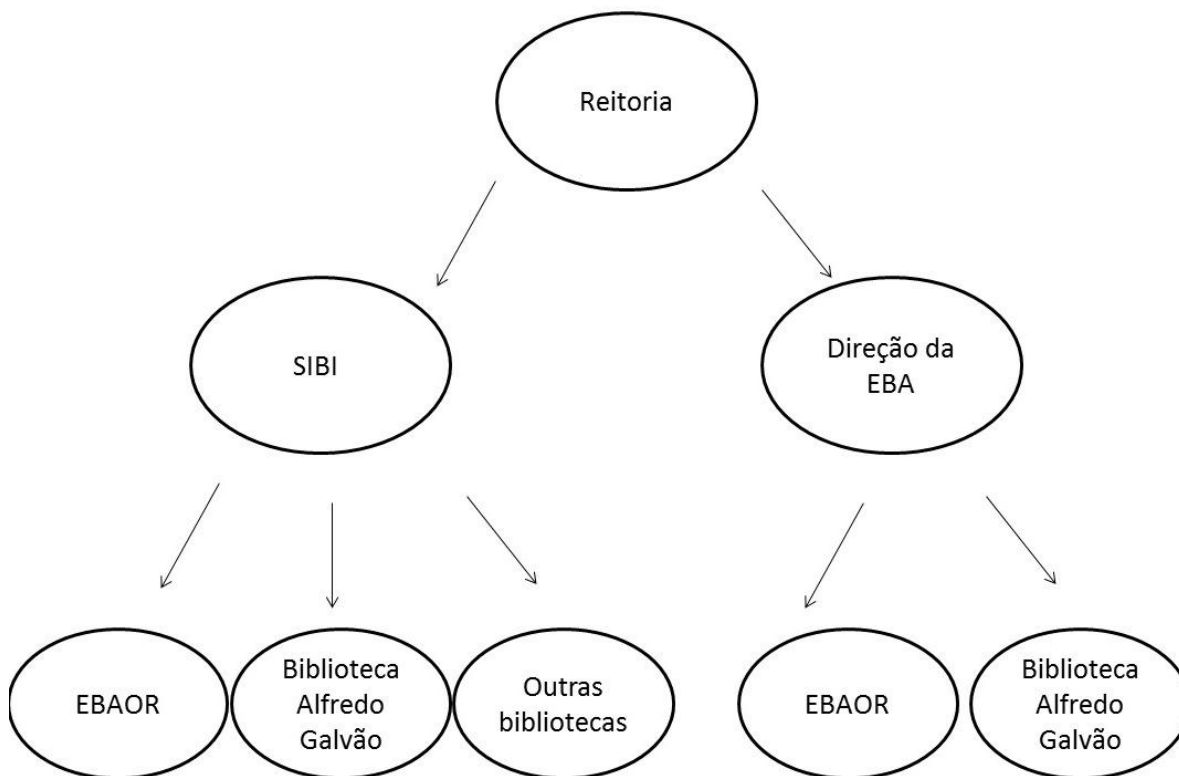 Reitoria
SIBI
Direção da
EBA
EBAOR
Biblioteca
Alfredo
Galvão
Outras
bibliotecas
EBAOR
Biblioteca
Alfredo
Galvão